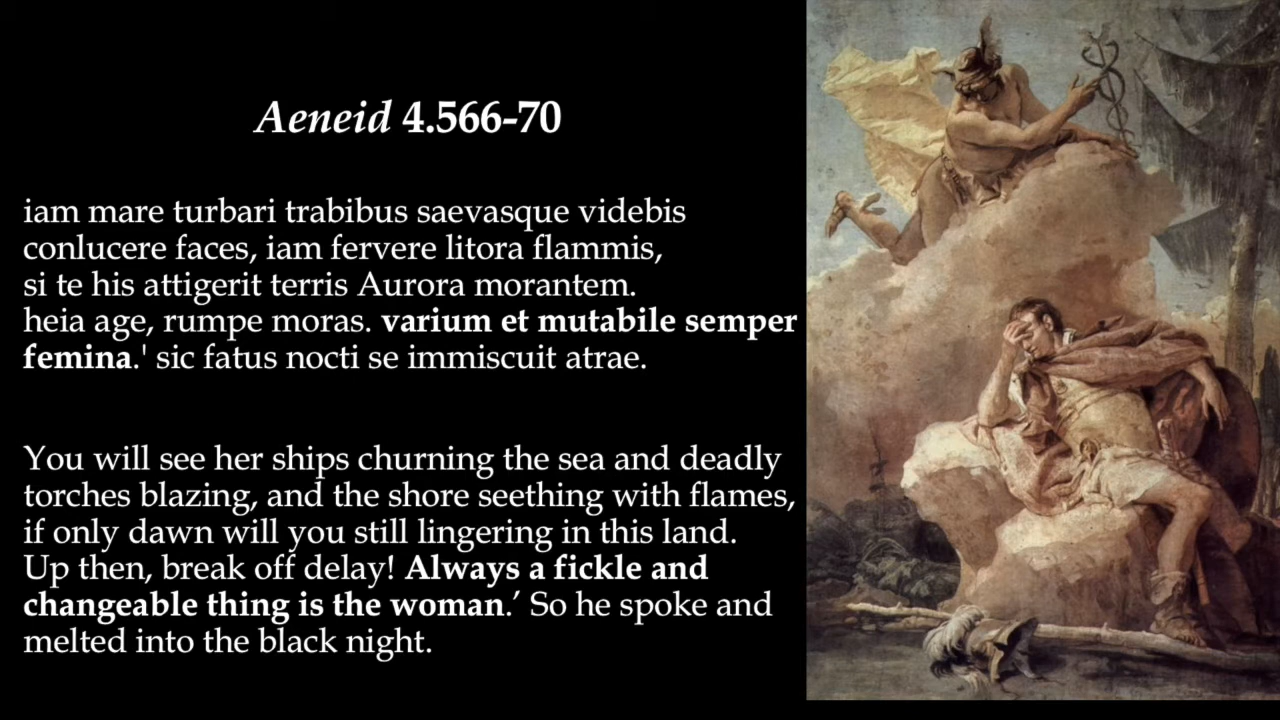 Aeneid 4.566-70
iam mare turbari trabibus saevasque videbis
conlucere faces, iam fervere litora flammis,
si te his attigerit terris Aurora morantem.
heia age, rumpe moras. varium et mutabile semper
femina.' sic fatus nocti se immiscuit atrae.
You will see her ships churning the sea and deadly
torches blazing, and the shore seething with flames,
if only dawn will you still lingering in this land.
Up then, break off delay! Always a fickle and
changeable thing is the woman.’ So he spoke and
melted into the black night.